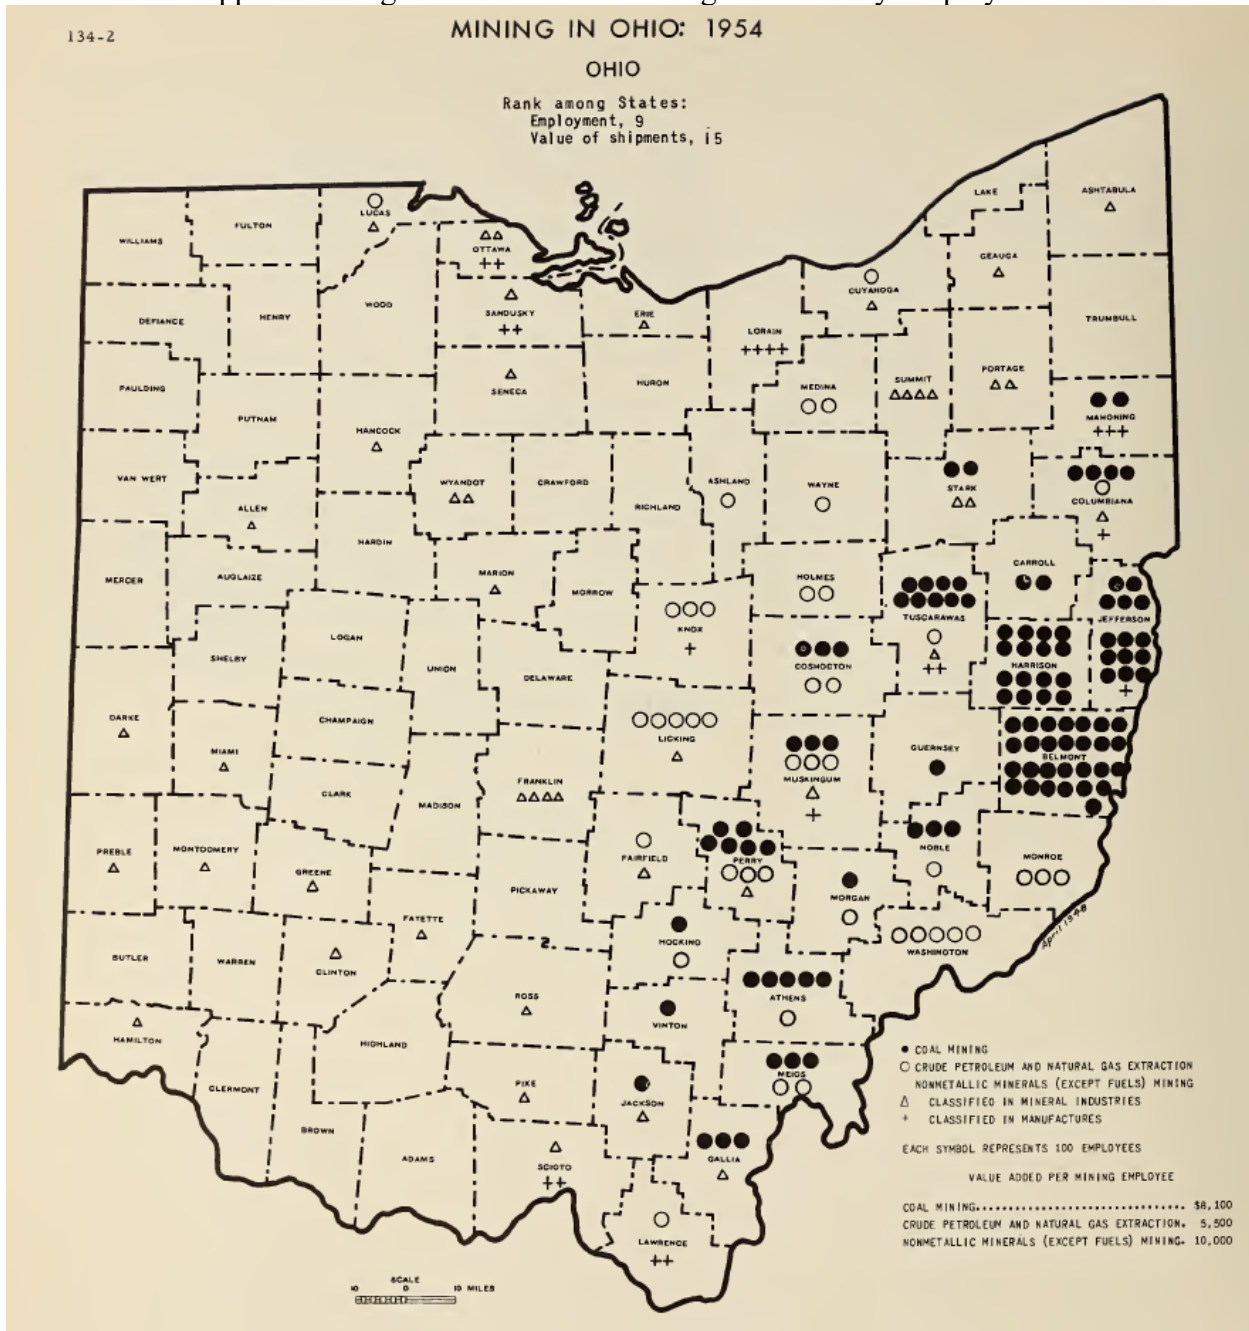 134-2
MINING IN OHIO: 1954
OHIO
Rank among States:
Employment, 9
Value of shipments, 15
LAKE
ASHTABULA
LUCAS
FULTON
WILLIAMS
OTTAWA
GEAUGA
CUYAHOGA
WOOD
SANDUSKY
ERIE
HENRY
DEFIANCE
LORAIN
TRUMBULL
PORTAGE
SUMMIT
HURON
MEDINA
SENECA
PAULDING
PUTNAM
MAHONING
HANCOCK
VAN WERT
WYANDOT
CRAWFORD
ASHLAND
WAYNE
STARK
COLUMBIANA
ALLEN
RICHLAND
HARDIN
CARROLL
MERCER
AUGLAIZE
MARION
MORROW
HOLMES
TUSCARAWAS
JEFFERSON
KNOX
LOGAN
SHELBY
UNION
COSHOCTON
HARRISON
DELAWARE
DARKE
CHAMPAIGN
LICKING
MIAMI
GUERNSEY
BELMONT
FRANKLIN
MUSKINGUM
CLARK
MADISON
PREBLE
MONTGOMERY
GREENE
FAIRFIELD
PERRY
NOBLE
MONROE
PICKAWAY
MORGAN
FAYETTE
April 1948
HOCKING
WASHINGTON
BUTLER
WARREN
CLINTON
ROSS
ATHENS
VINTON
HAMILTON
HIGHLAND
MEIGS
CLERMONT
PIKE
JACKSON
BROWN
ADAMS
SCIOTO
GALLIA
LAWRENCE
COAL MINING
CRUDE PETROLEUM AND NATURAL GAS EXTRACTION
NONMETALLIC MINERALS (EXCEPT FUELS) MINING
CLASSIFIED IN MINERAL INDUSTRIES
+ CLASSIFIED IN MANUFACTURES
EACH SYMBOL REPRESENTS 100 EMPLOYEES
VALUE ADDED PER MINING EMPLOYEE
COAL MINING................................ $8,100
CRUDE PETROLEUM AND NATURAL GAS EXTRACTION. 5,500
NONMETALLIC MINERALS (EXCEPT FUELS) MINING. 10,000
SCALE
10 0 10 MILES